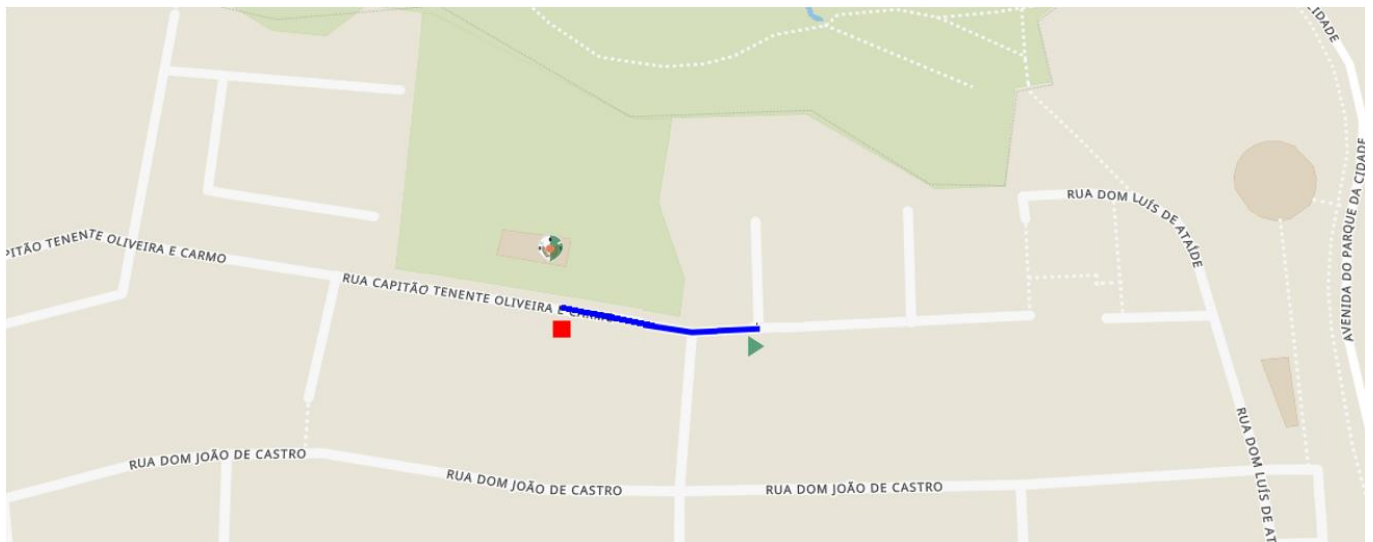 CIDADE
AVENIDA DO PARQUE DA CIDADE
RUA DOM LUÍS DE ATAÍDE
PITÃO TENENTE OLIVEIRA E CARMO
RUA CAPITÃO TENENTE OLIVEIRA E CARMO
RUA DOM JOÃO DE CASTRO
RUA DOM JOÃO DE CASTRO
RUA DOM JOÃO DE CASTRO
RUA DOM LUÍS DE AT